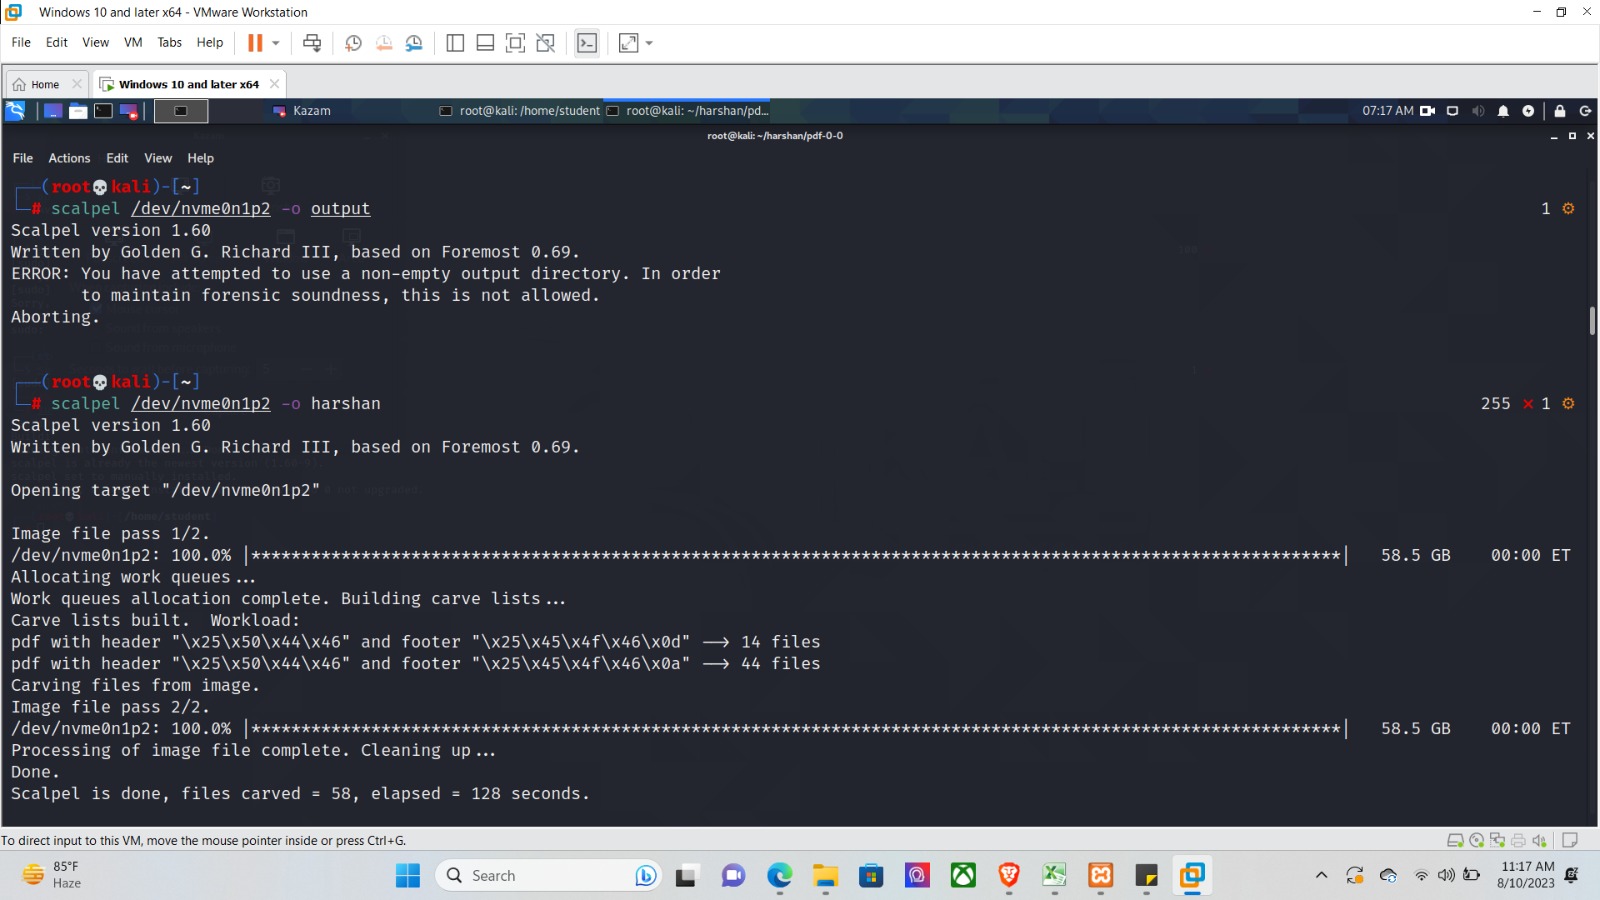 Windows 10 and later x64 - VMware Workstation
File Edit View VM Tabs Help
Home
Windows 10 and later x64
Kazam
root@kali: /home/student
root@kali: ~/harshan/pd...
07:17 AM
root@kali: ~/harshan/pdf-0-0
File Actions Edit View Help
(root💀kali)-[~]
# scalpel /dev/nvme0n1p2 -o output 1
Scalpel version 1.60
Written by Golden G. Richard III, based on Foremost 0.69.
ERROR: You have attempted to use a non-empty output directory. In order
to maintain forensic soundness, this is not allowed.
Aborting.
(root💀kali)-[~]
# scalpel /dev/nvme0n1p2 -o harshan 255 ⨯ 1
Scalpel version 1.60
Written by Golden G. Richard III, based on Foremost 0.69.
Opening target "/dev/nvme0n1p2"
Image file pass 1/2.
/dev/nvme0n1p2: 100.0% |*************************************************************************************************************| 58.5 GB 00:00 ET
Allocating work queues...
Work queues allocation complete. Building carve lists...
Carve lists built. Workload:
pdf with header "\x25\x50\x44\x46" and footer "\x25\x45\x4f\x46\x0d" --> 14 files
pdf with header "\x25\x50\x44\x46" and footer "\x25\x45\x4f\x46\x0a" --> 44 files
Carving files from image.
Image file pass 2/2.
/dev/nvme0n1p2: 100.0% |*************************************************************************************************************| 58.5 GB 00:00 ET
Processing of image file complete. Cleaning up...
Done.
Scalpel is done, files carved = 58, elapsed = 128 seconds.
To direct input to this VM, move the mouse pointer inside or press Ctrl+G.
85°F
Haze
Search
11:17 AM
8/10/2023